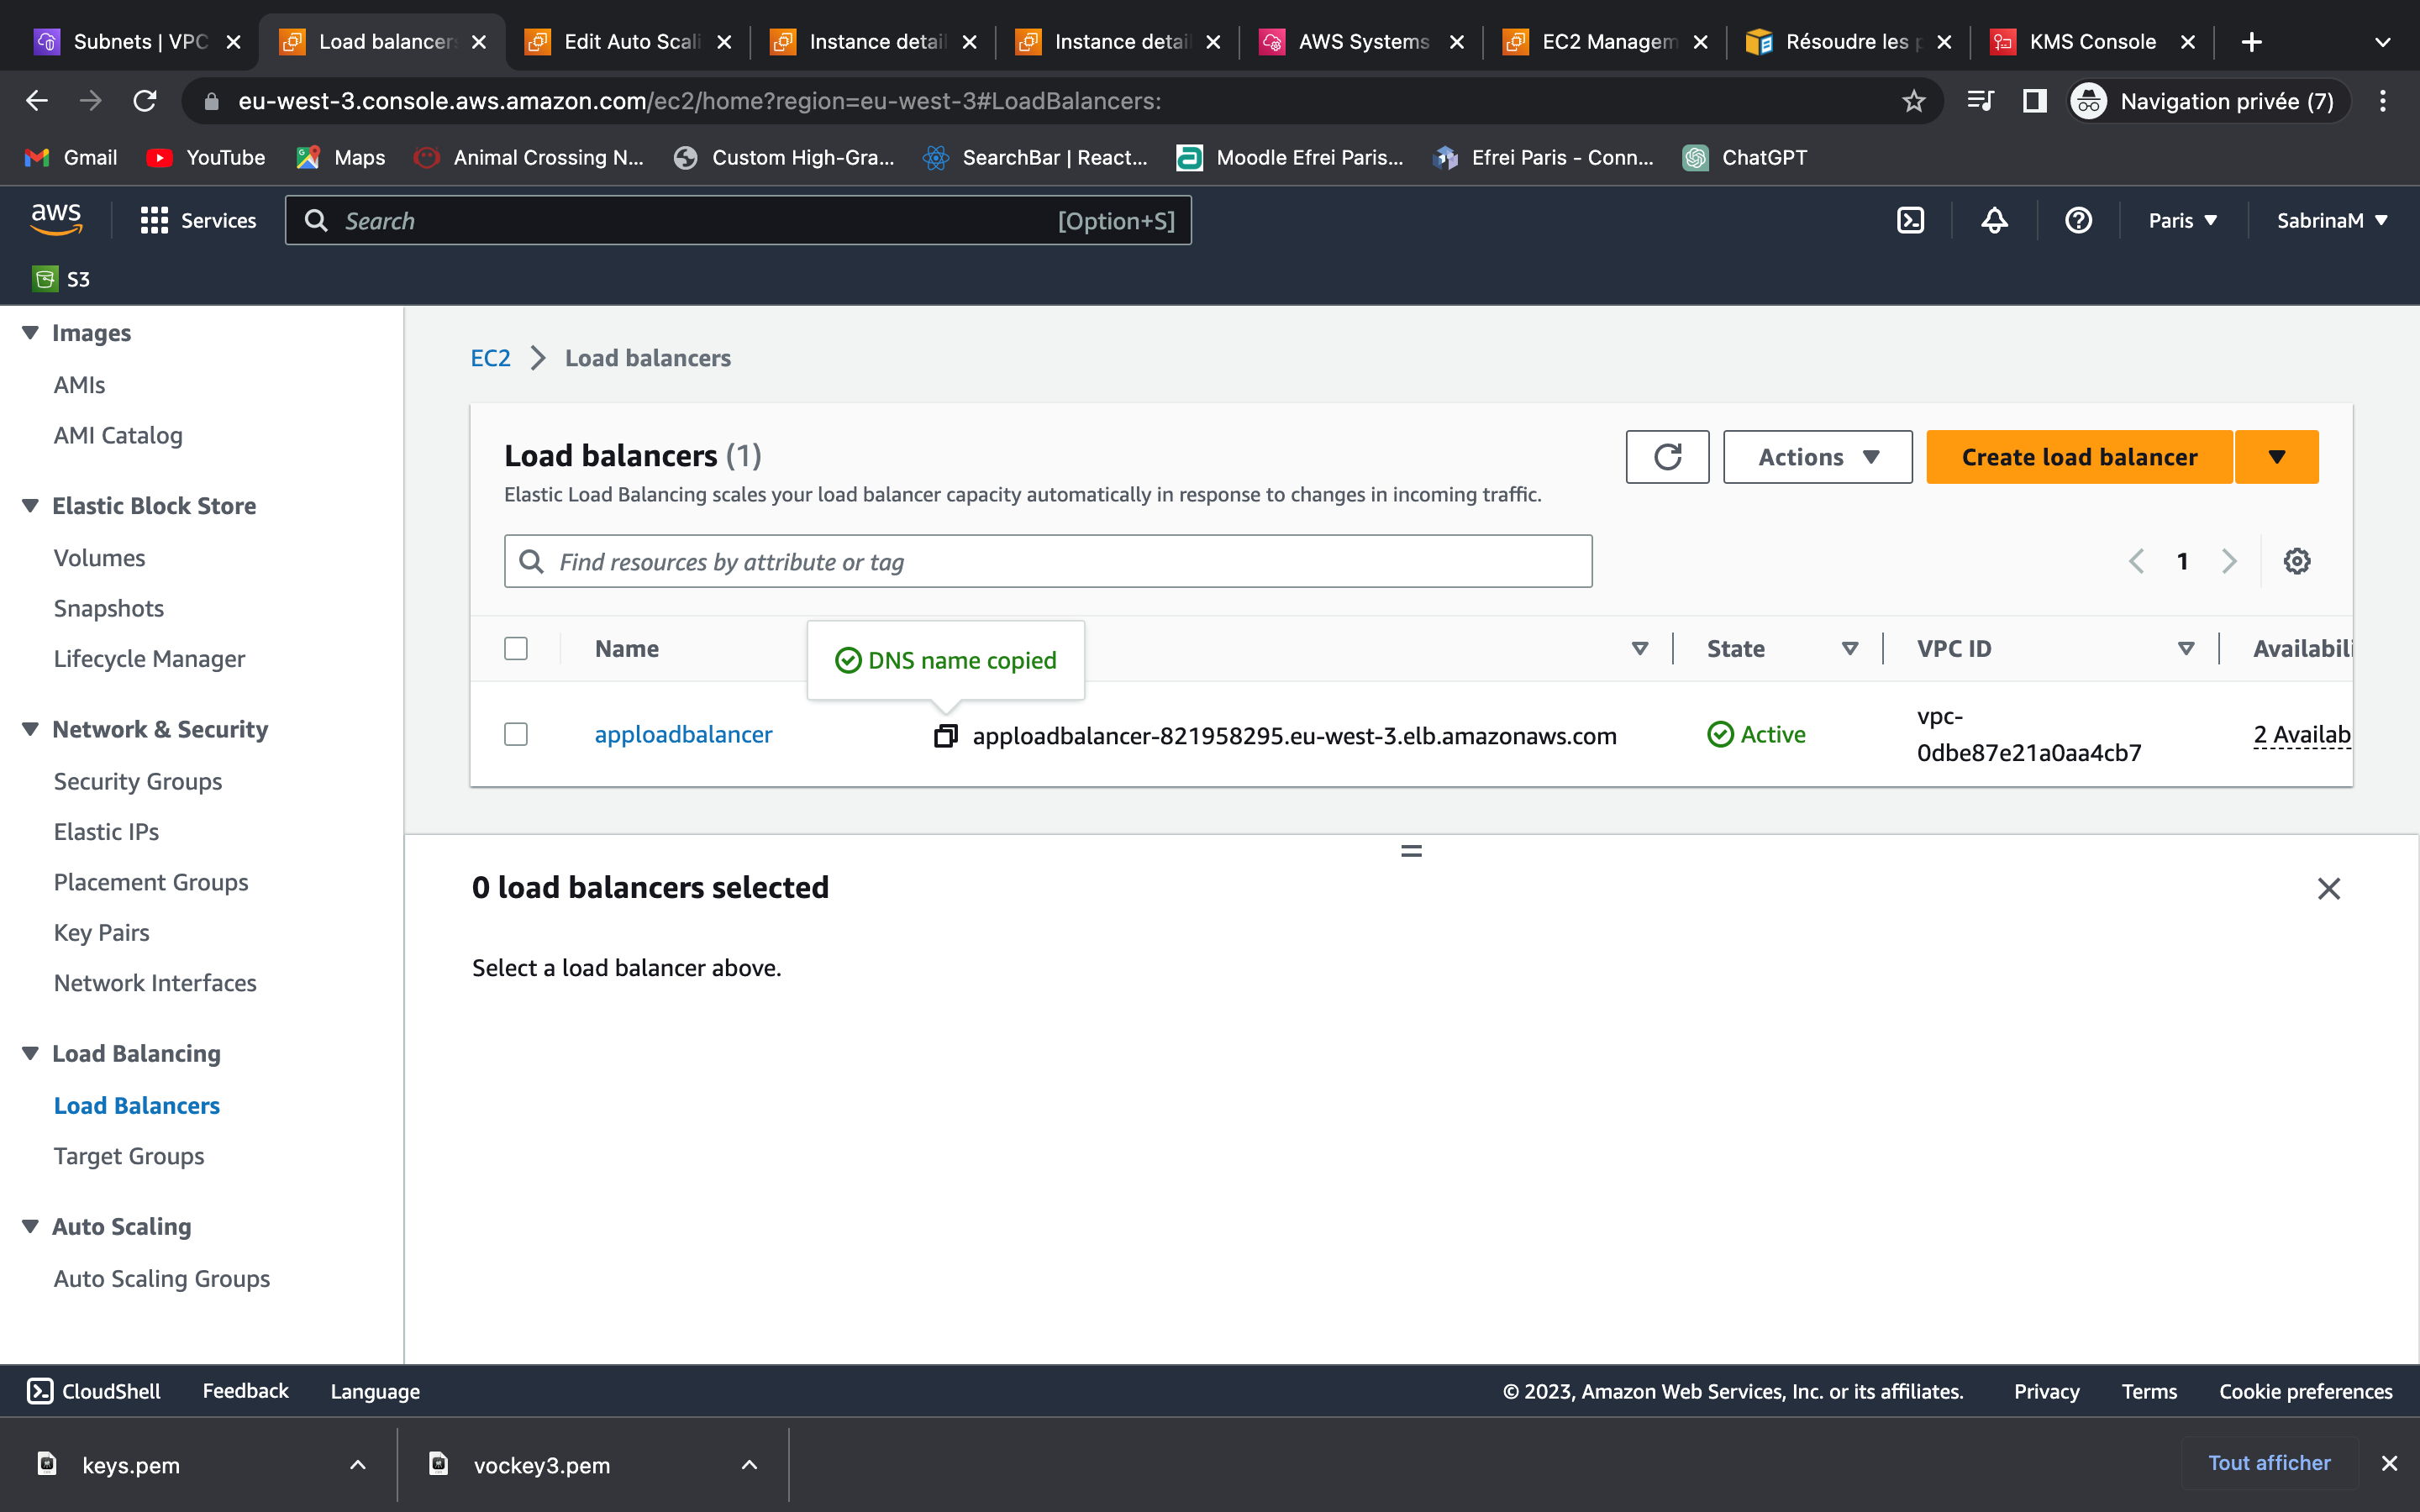 Subnets | VPC
Load balancer
Edit Auto Scali
Instance detail
Instance detail
AWS Systems
EC2 Managem
Résoudre les p
KMS Console
eu-west-3.console.aws.amazon.com/ec2/home?region=eu-west-3#LoadBalancers:
Navigation privée (7)
Gmail
YouTube
Maps
Animal Crossing N...
Custom High-Gra...
SearchBar | React...
Moodle Efrei Paris...
Efrei Paris - Conn...
ChatGPT
aws
Services
Search
[Option+S]
Paris
SabrinaM
S3
Images
AMIs
AMI Catalog
Elastic Block Store
Volumes
Snapshots
Lifecycle Manager
Network & Security
Security Groups
Elastic IPs
Placement Groups
Key Pairs
Network Interfaces
Load Balancing
Load Balancers
Target Groups
Auto Scaling
Auto Scaling Groups
EC2
Load balancers
Load balancers (1)
Elastic Load Balancing scales your load balancer capacity automatically in response to changes in incoming traffic.
Actions
Create load balancer
Find resources by attribute or tag
1
Name
DNS name copied
State
VPC ID
Availabili
apploadbalancer
apploadbalancer-821958295.eu-west-3.elb.amazonaws.com
Active
vpc-
0dbe87e21a0aa4cb7
2 Availab
0 load balancers selected
Select a load balancer above.
CloudShell
Feedback
Language
© 2023, Amazon Web Services, Inc. or its affiliates.
Privacy
Terms
Cookie preferences
keys.pem
vockey3.pem
Tout afficher